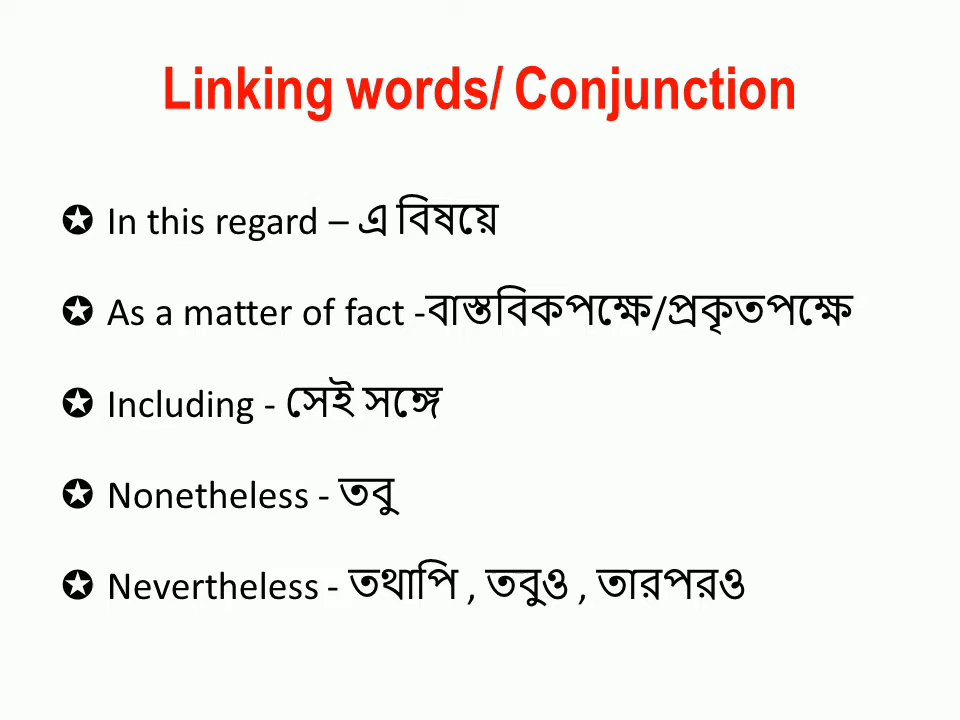 Linking words/ Conjunction
✪ In this regard – এ বিষয়ে
✪ As a matter of fact -বাস্তবিকপক্ষে/প্রকৃতপক্ষে
✪ Including - সেই সঙ্গে
✪ Nonetheless - তবু
✪ Nevertheless - তথাপি , তবুও , তারপরও